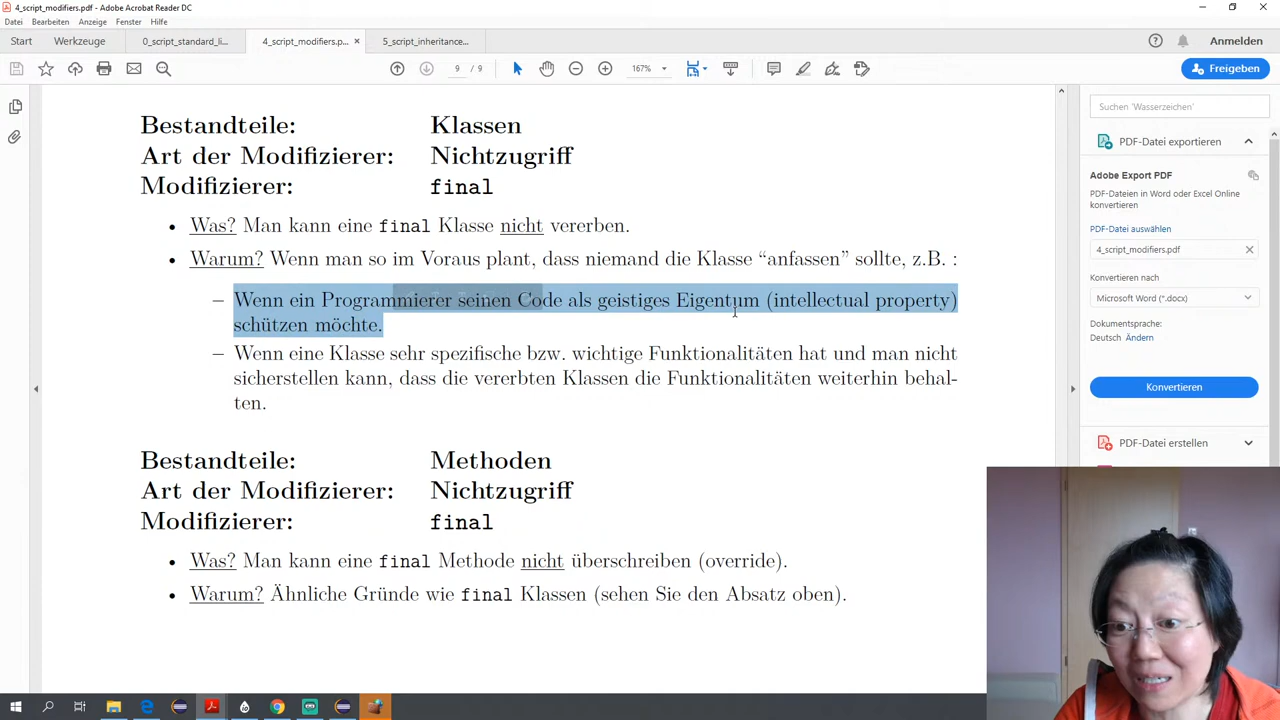 4_script_modifiers.pdf - Adobe Acrobat Reader DC
Datei Bearbeiten Anzeige Fenster Hilfe
Start Werkzeuge 0_script_standard_li... 4_script_modifiers.p... × 5_script_inheritance... Anmelden
9 / 9 167% Freigeben
Bestandteile: Klassen
Art der Modifizierer: Nichtzugriff
Modifizierer: final
• Was? Man kann eine final Klasse nicht vererben.
• Warum? Wenn man so im Voraus plant, dass niemand die Klasse “anfassen” sollte, z.B. :
– Wenn ein Programmierer seinen Code als geistiges Eigentum (intellectual property)
schützen möchte.
– Wenn eine Klasse sehr spezifische bzw. wichtige Funktionalitäten hat und man nicht
sicherstellen kann, dass die vererbten Klassen die Funktionalitäten weiterhin behal-
ten.
Bestandteile: Methoden
Art der Modifizierer: Nichtzugriff
Modifizierer: final
• Was? Man kann eine final Methode nicht überschreiben (override).
• Warum? Ähnliche Gründe wie final Klassen (sehen Sie den Absatz oben).
Suchen 'Wasserzeichen'
PDF-Datei exportieren
Adobe Export PDF
PDF-Dateien in Word oder Excel Online
konvertieren
PDF-Datei auswählen
4_script_modifiers.pdf
Konvertieren nach
Microsoft Word (*.docx)
Dokumentsprache:
Deutsch Ändern
Konvertieren
PDF-Datei erstellen